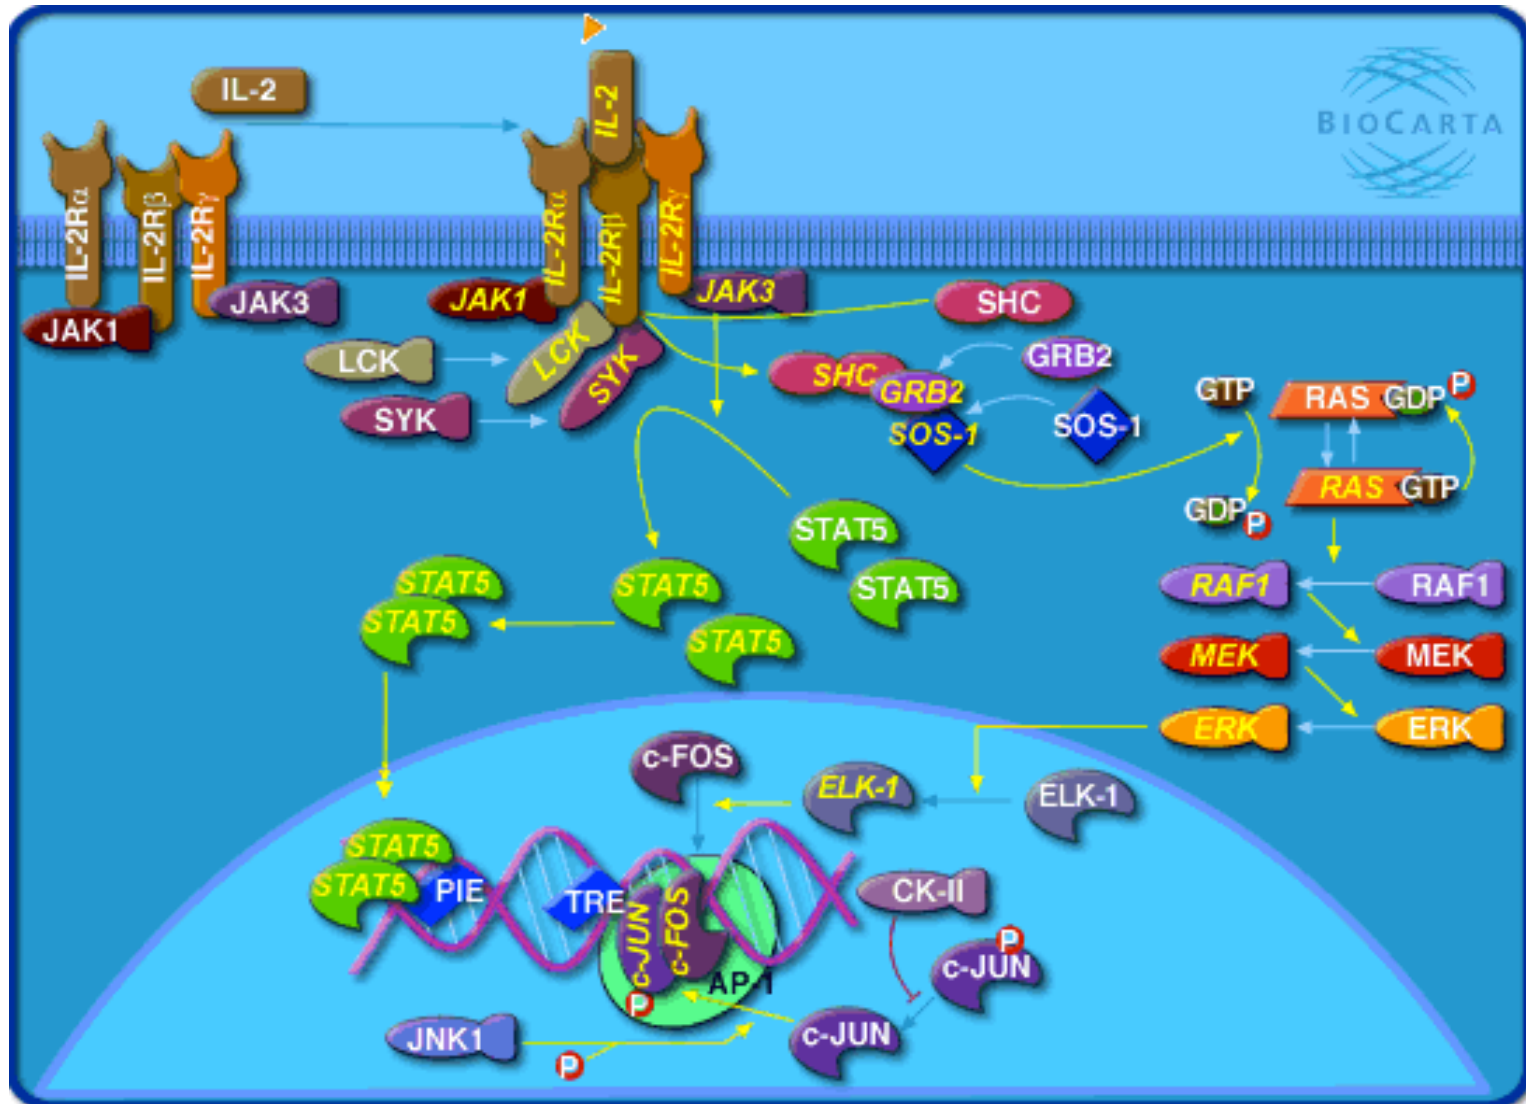 IL-2
IL-2
BIOCARTA
IL-2Rα
IL-2Rβ
IL-2Rγ
IL-2Rα
IL-2Rβ
IL-2Rγ
JAK1
JAK3
JAK1
JAK3
SHC
LCK
LCK
SYK
SYK
SHC
GRB2
GRB2
SOS-1
SOS-1
GTP
RAS
GDP
P
RAS
GTP
GDP
P
STAT5
STAT5
STAT5
STAT5
STAT5
STAT5
RAF1
RAF1
MEK
MEK
ERK
ERK
c-FOS
ELK-1
ELK-1
STAT5
STAT5
PIE
TRE
c-JUN
c-FOS
P
AP-1
CK-II
P
c-JUN
c-JUN
JNK1
P